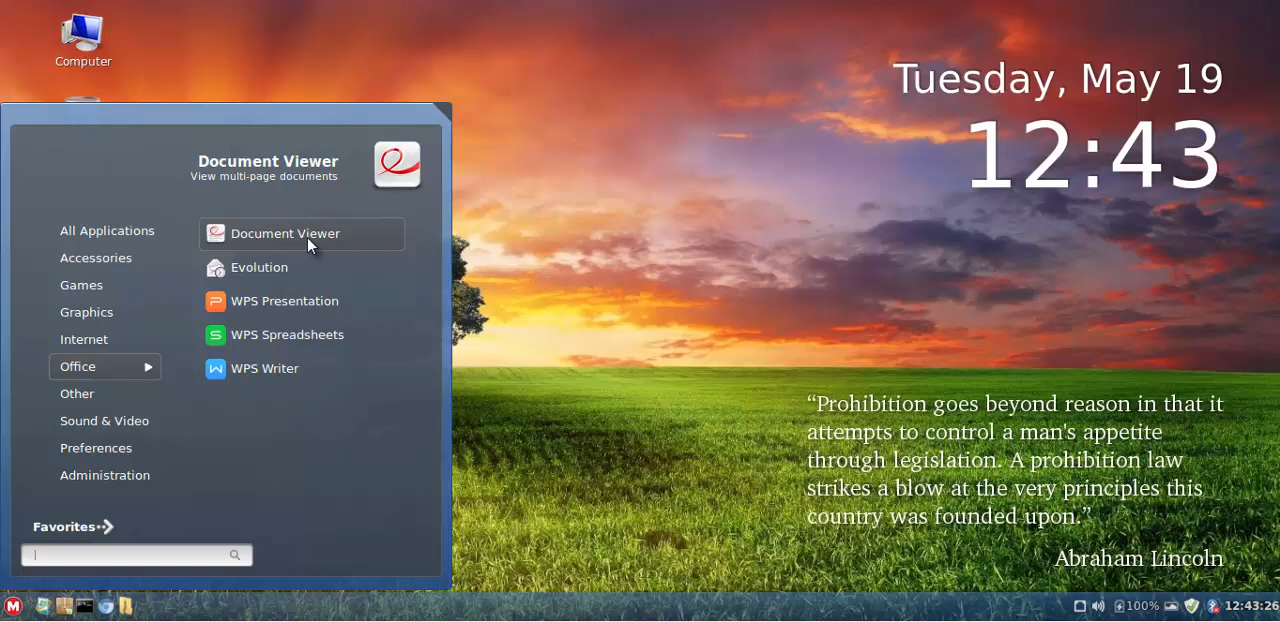 Computer
Tuesday, May 19
12:43
Document Viewer
View multi-page documents
All Applications
Accessories
Games
Graphics
Internet
Office
Other
Sound & Video
Preferences
Administration
Document Viewer
Evolution
WPS Presentation
WPS Spreadsheets
WPS Writer
Favorites
“Prohibition goes beyond reason in that it
attempts to control a man's appetite
through legislation. A prohibition law
strikes a blow at the very principles this
country was founded upon.”
Abraham Lincoln
100%
12:43:26